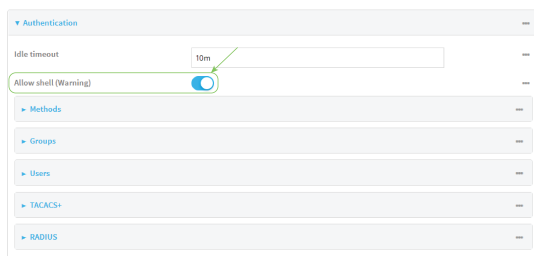 Authentication
Idle timeout
10m
Allow shell (Warning)
Methods
Groups
Users
TACACS+
RADIUS